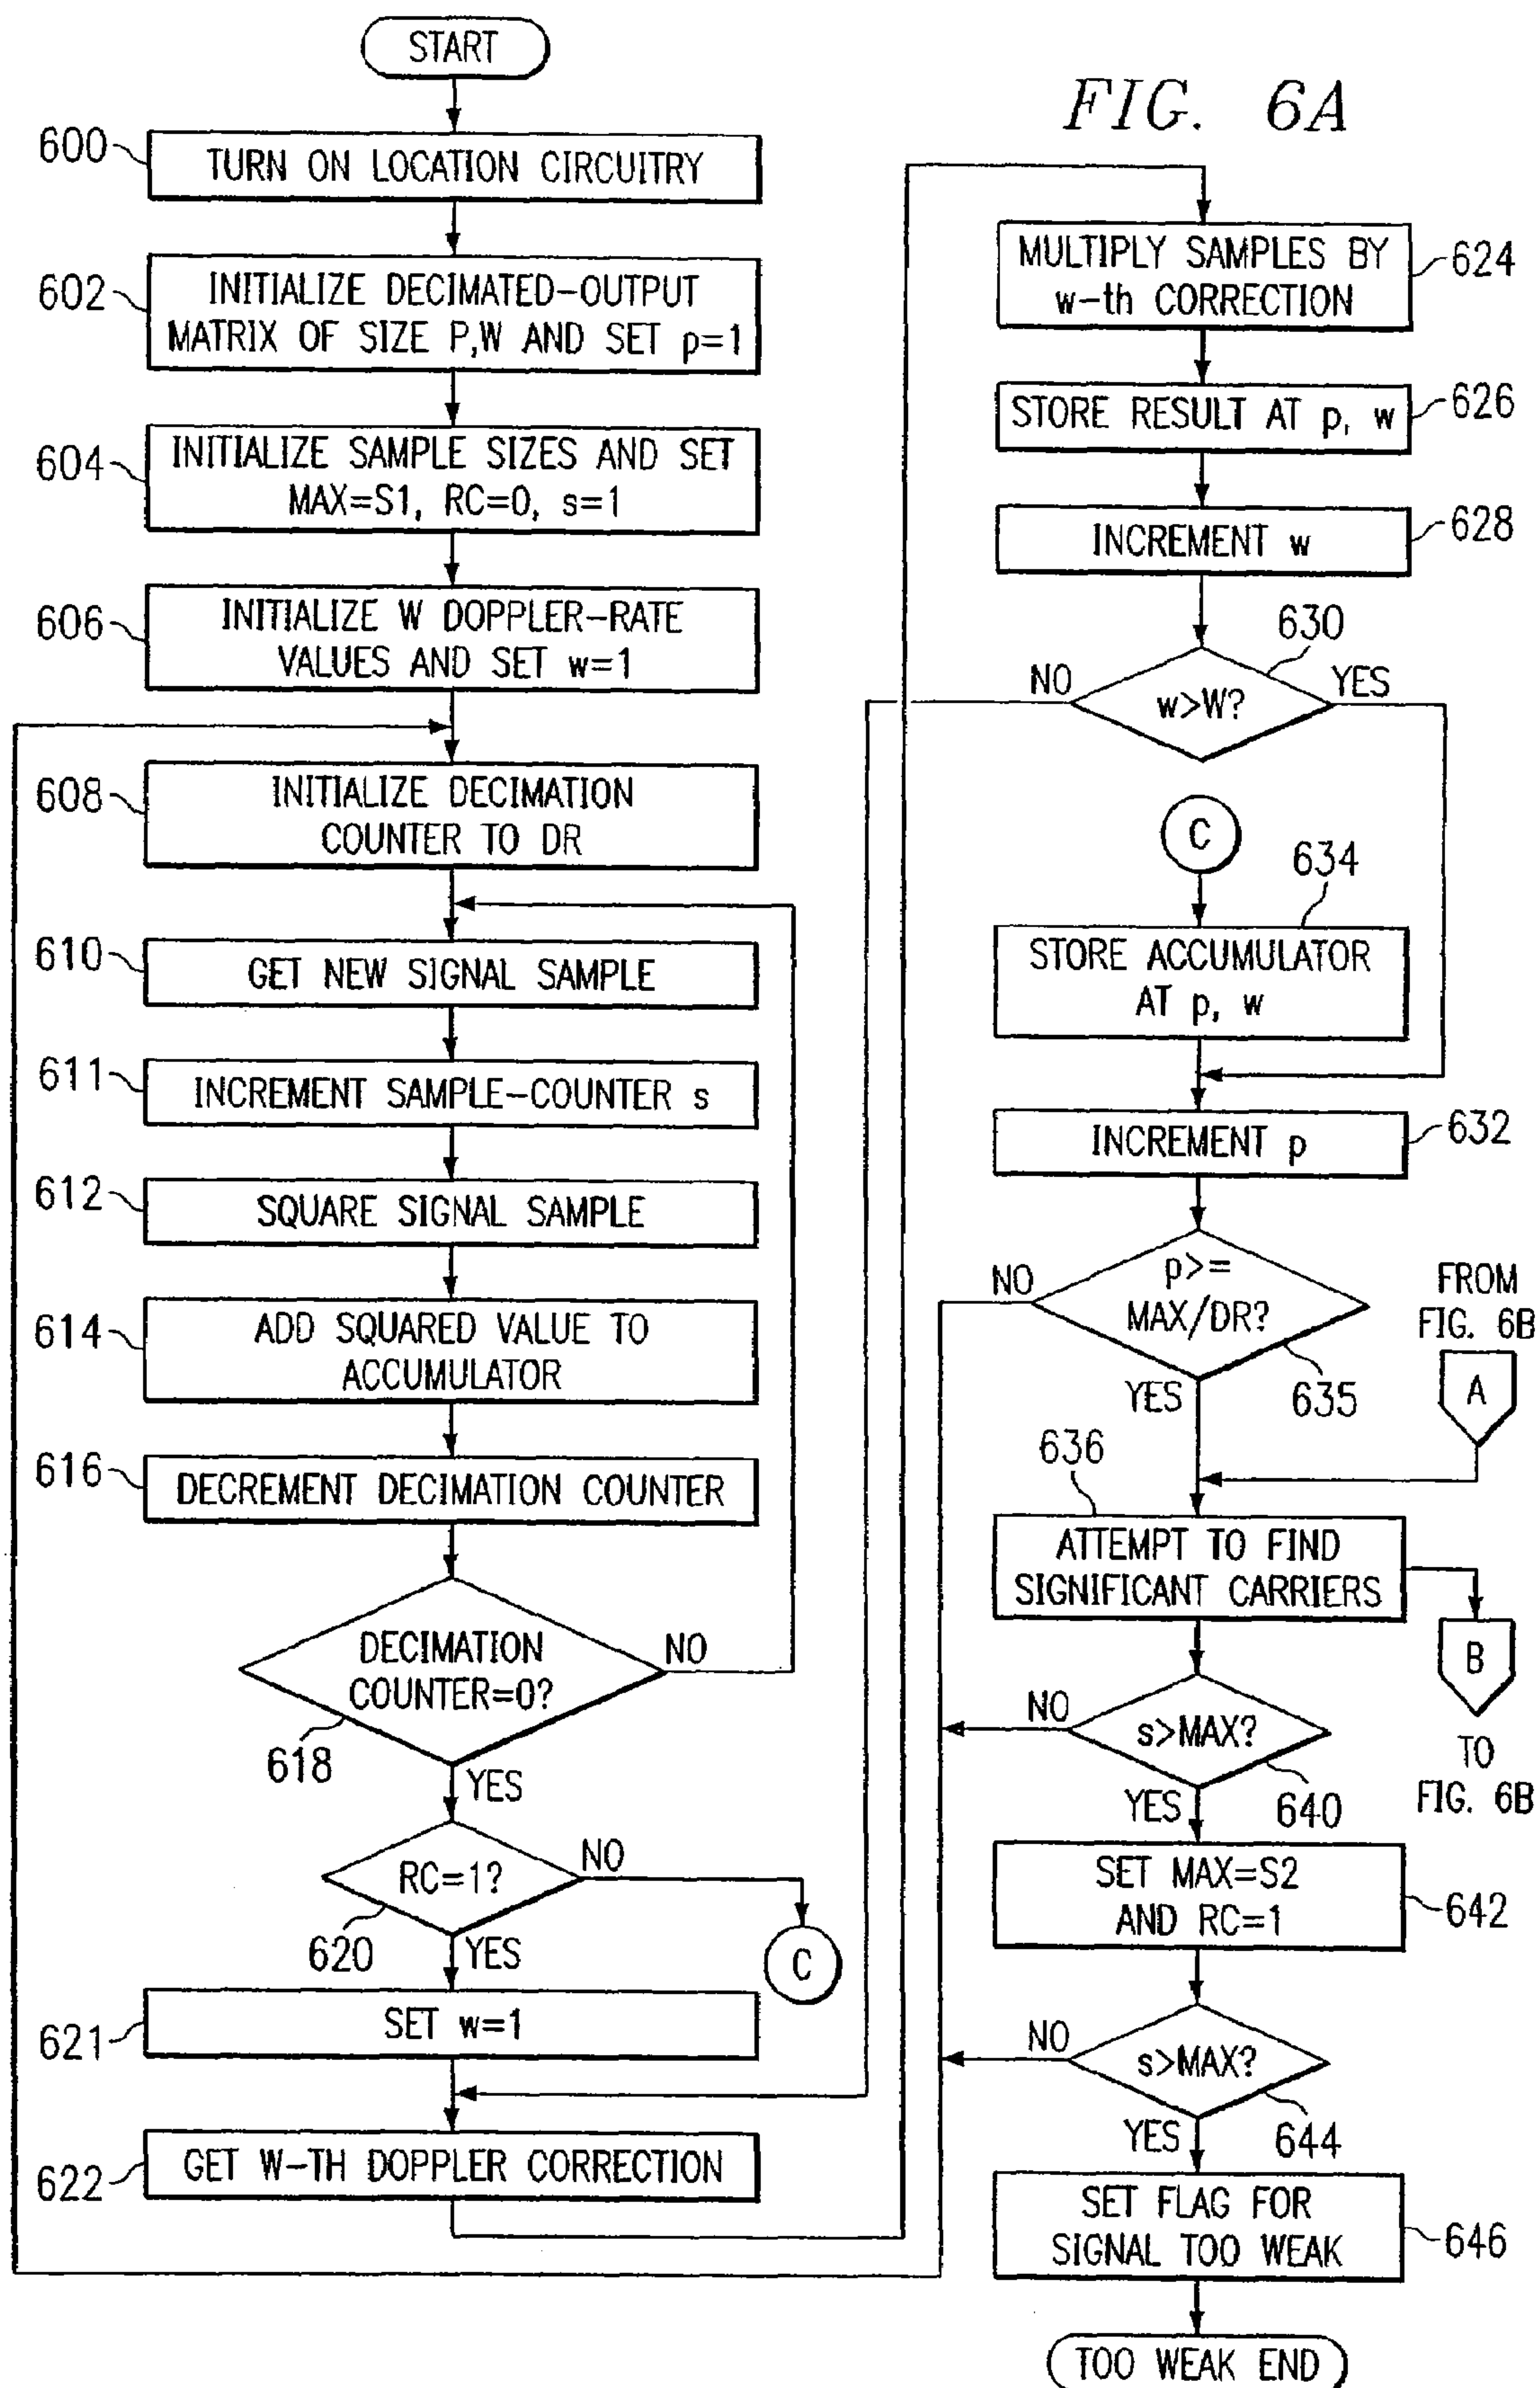 START
FIG. 6A
600
TURN ON LOCATION CIRCUITRY
602
INITIALIZE DECIMATED-OUTPUT
MATRIX OF SIZE P,W AND SET p=1
604
INITIALIZE SAMPLE SIZES AND SET
MAX=S1, RC=0, s=1
606
INITIALIZE W DOPPLER-RATE
VALUES AND SET w=1
608
INITIALIZE DECIMATION
COUNTER TO DR
610
GET NEW SIGNAL SAMPLE
611
INCREMENT SAMPLE-COUNTER s
612
SQUARE SIGNAL SAMPLE
614
ADD SQUARED VALUE TO
ACCUMULATOR
616
DECREMENT DECIMATION COUNTER
DECIMATION
COUNTER=0?
NO
618
YES
RC=1?
NO
620
YES
C
621
SET w=1
622
GET W-TH DOPPLER CORRECTION
MULTIPLY SAMPLES BY
w-th CORRECTION
624
STORE RESULT AT p, w
626
INCREMENT w
628
630
NO
w>W?
YES
C
634
STORE ACCUMULATOR
AT p, w
INCREMENT p
632
NO
p>=
MAX/DR?
YES
635
FROM
FIG. 6B
A
636
ATTEMPT TO FIND
SIGNIFICANT CARRIERS
B
TO
FIG. 6B
NO
s>MAX?
YES
640
SET MAX=S2
AND RC=1
642
NO
s>MAX?
YES
644
SET FLAG FOR
SIGNAL TOO WEAK
646
TOO WEAK END